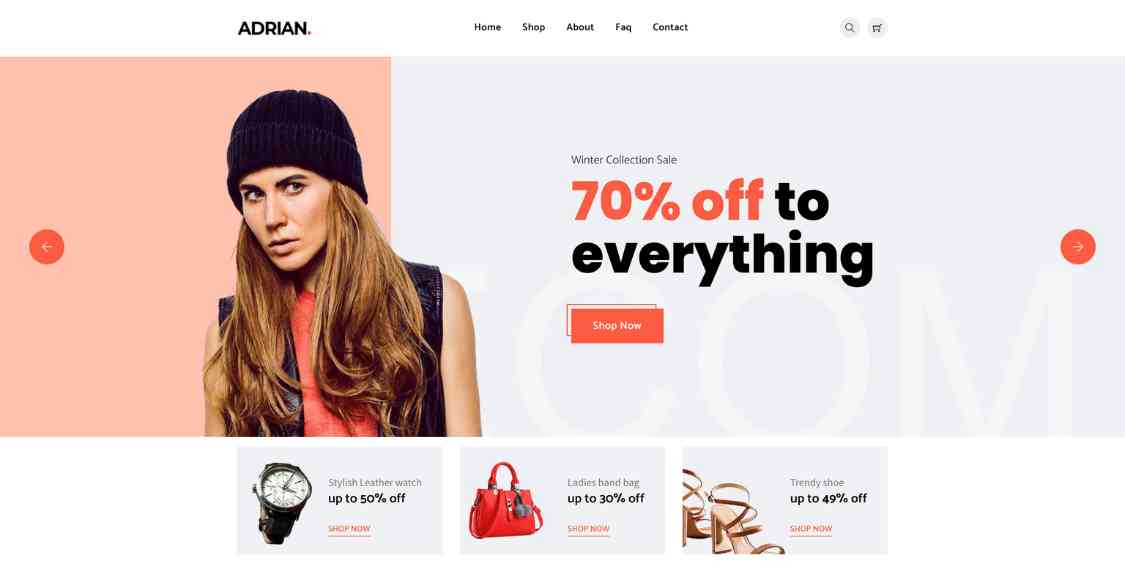 ADRIAN.
Home Shop About Faq Contact
Winter Collection Sale
70% off to
everything
Shop Now
COM
Stylish Leather watch
up to 50% off
SHOP NOW
Ladies hand bag
up to 30% off
SHOP NOW
Trendy shoe
up to 49% off
SHOP NOW